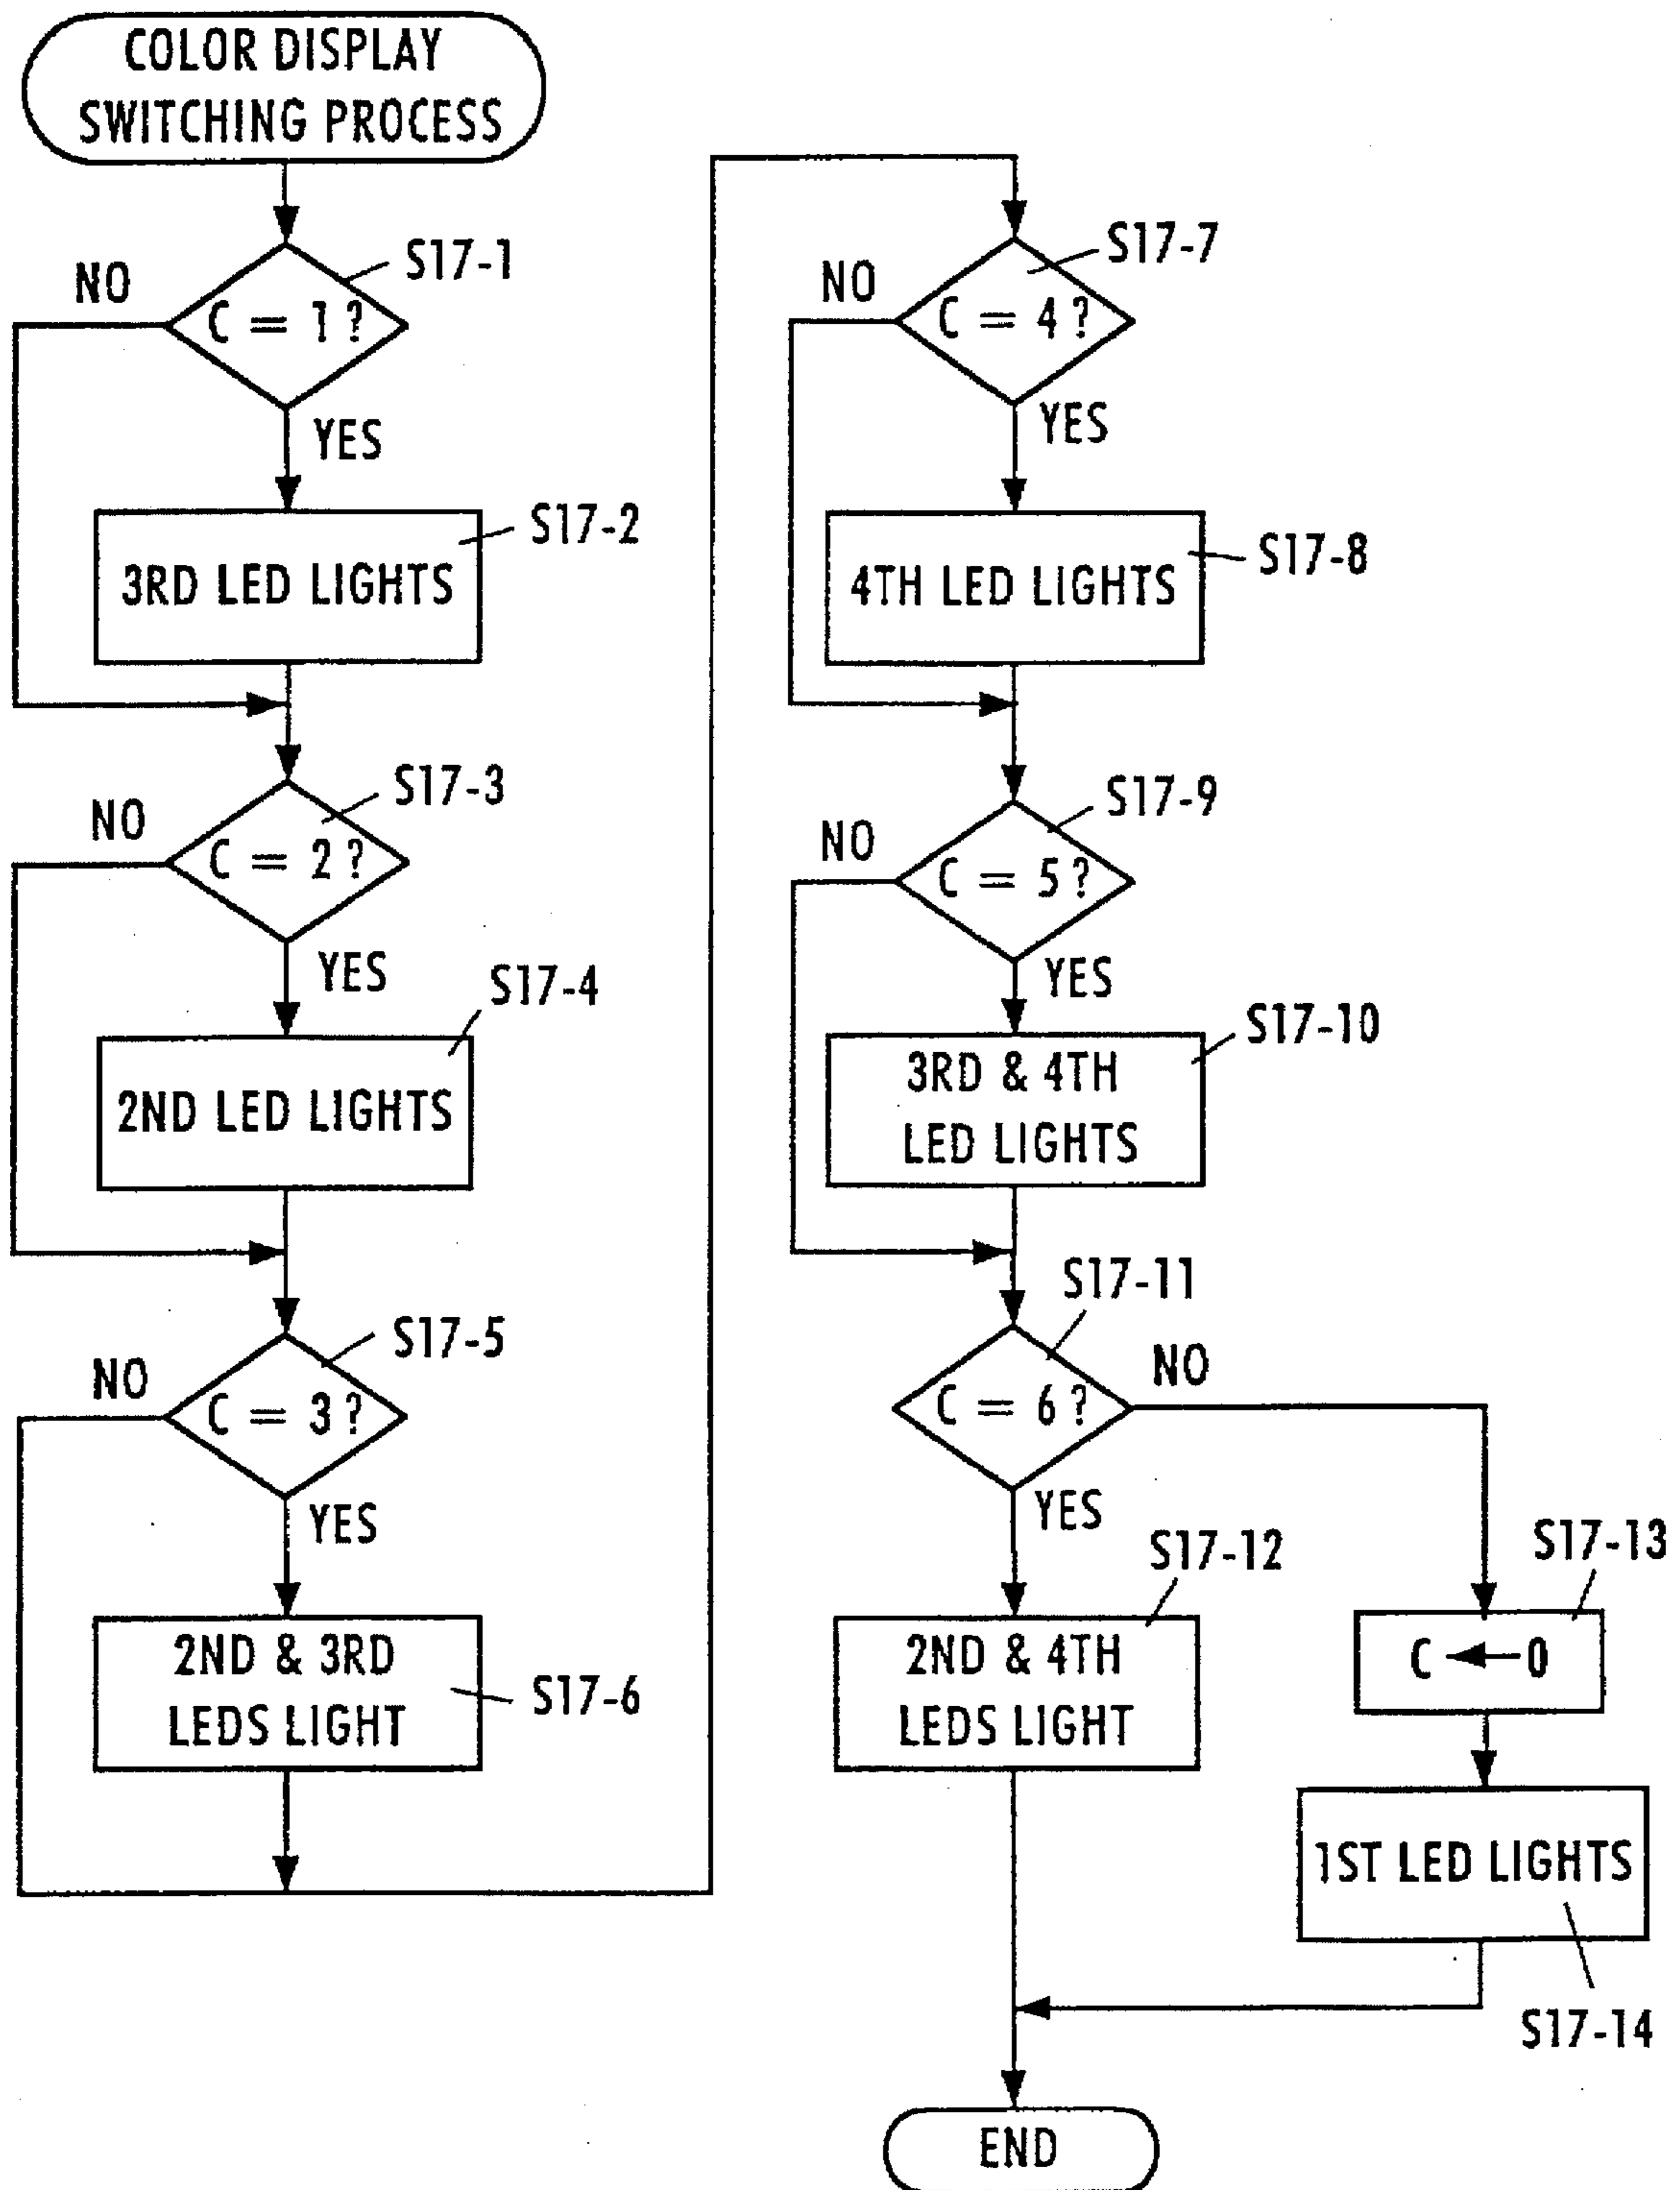 COLOR DISPLAY
SWITCHING PROCESS
S17-1
NO
C = 1 ?
YES
S17-2
3RD LED LIGHTS
S17-3
NO
C = 2 ?
YES
S17-4
2ND LED LIGHTS
S17-5
NO
C = 3 ?
YES
2ND & 3RD
LEDS LIGHT
S17-6
S17-7
NO
C = 4 ?
YES
S17-8
4TH LED LIGHTS
S17-9
NO
C = 5 ?
YES
S17-10
3RD & 4TH
LED LIGHTS
S17-11
NO
C = 6 ?
YES
S17-12
2ND & 4TH
LEDS LIGHT
S17-13
C ← 0
1ST LED LIGHTS
S17-14
END